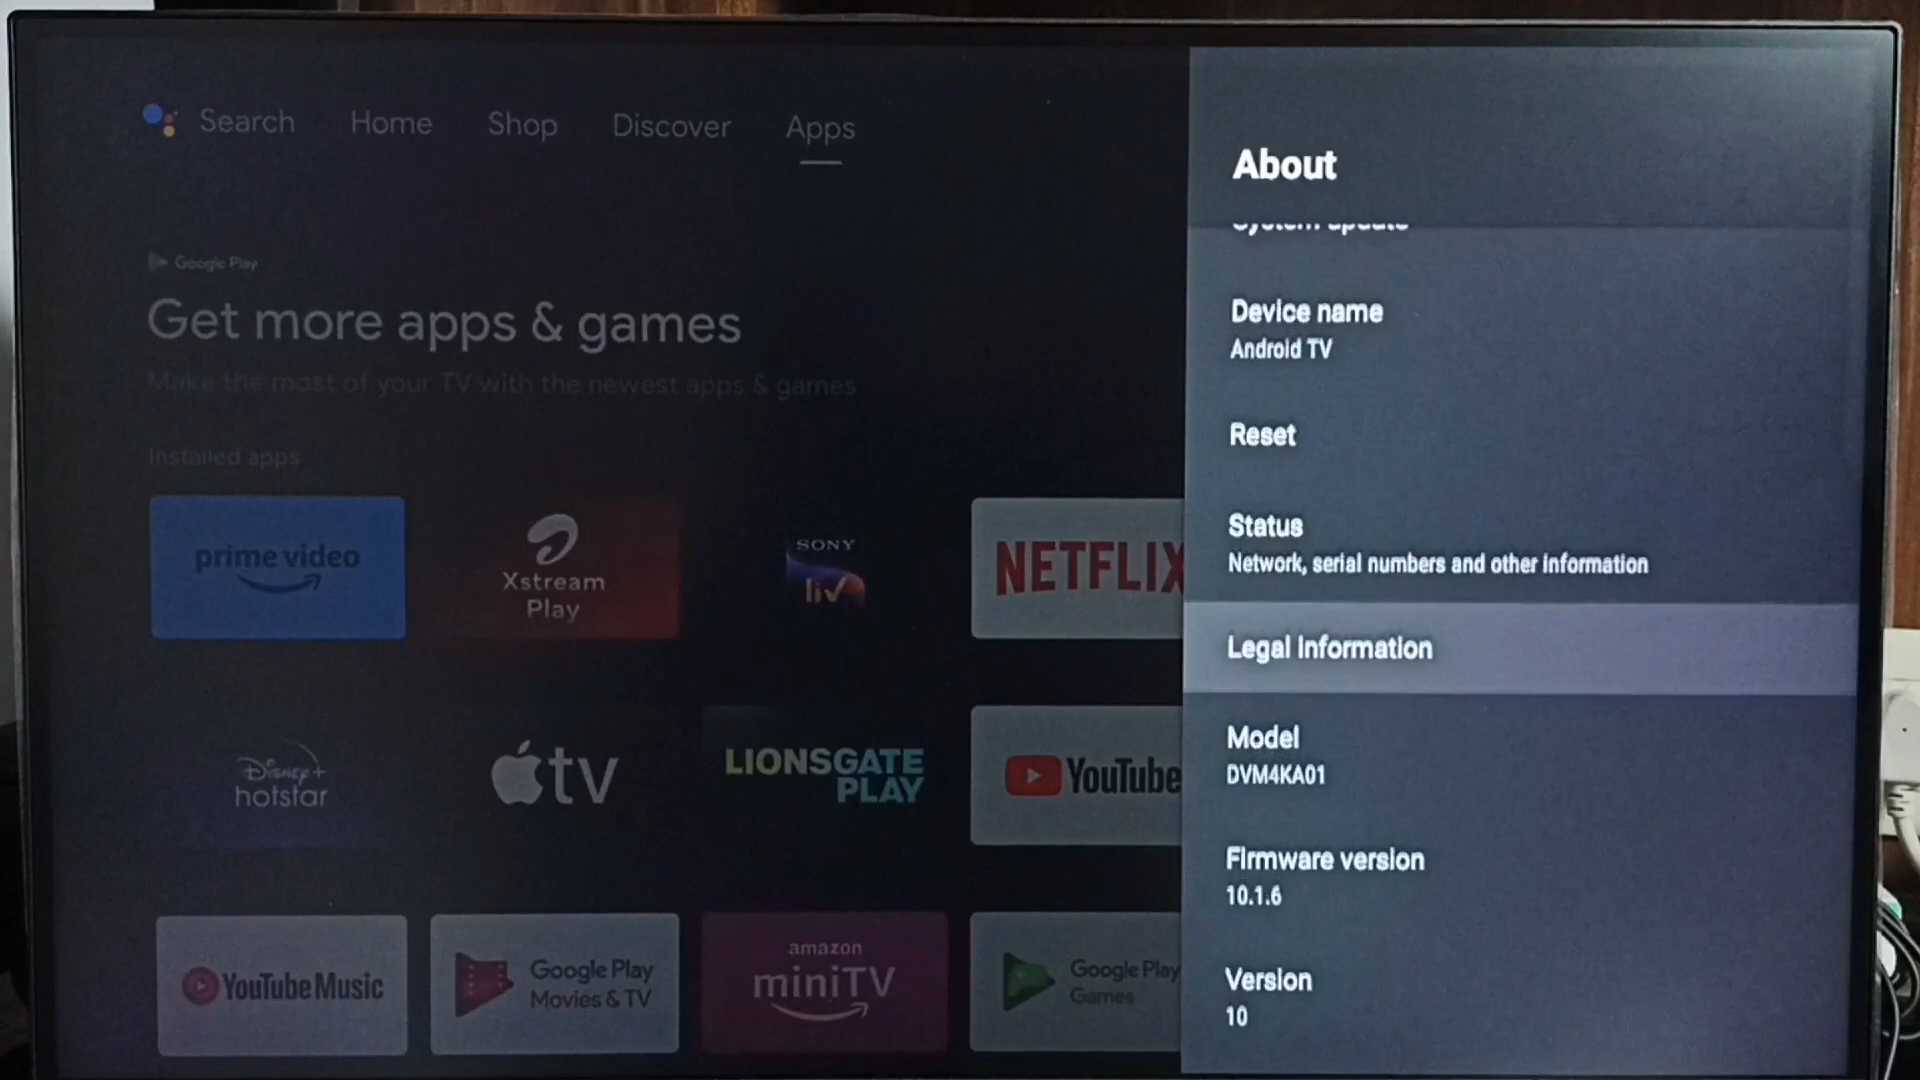 Search Home Shop Discover Apps
Google Play
Get more apps & games
Make the most of your TV with the newest apps & games
Installed apps
prime video
Xstream
Play
SONY
liv
NETFLIX
Disney+
hotstar
tv
LIONSGATE
PLAY
YouTube
YouTube Music
Google Play
Movies & TV
amazon
miniTV
Google Play
Games
About
System update
Device name
Android TV
Reset
Status
Network, serial numbers and other information
Legal information
Model
DVM4KA01
Firmware version
10.1.6
Version
10